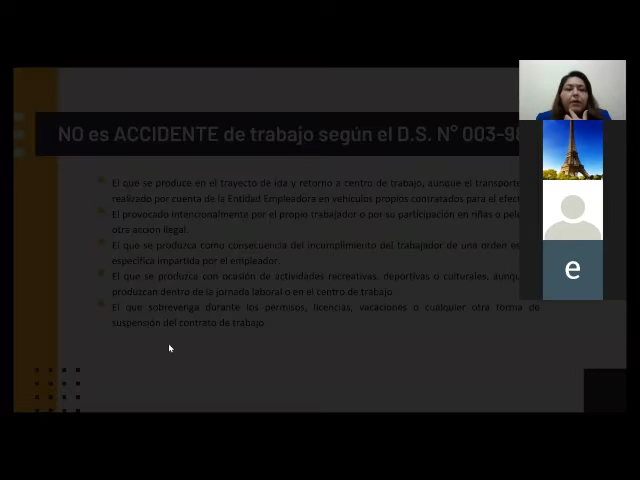 NO es ACCIDENTE de trabajo según el D.S. N° 003-98
El que se produce en el trayecto de ida y retorno a centro de trabajo, aunque el transporte
realizado por cuenta de la Entidad Empleadora en vehículos propios contratados para el
El provocado intencionalmente por el propio trabajador o por su participación en riñas o
otra acción ilegal.
El que se produzca como consecuencia del incumplimiento del trabajador de una orden
específica impartida por el empleador.
El que se produzca con ocasión de actividades recreativas, deportivas o culturales,
produzcan dentro de la jornada laboral o en el centro de trabajo
El que sobrevenga durante los permisos, licencias, vacaciones o cualquier otra forma de
suspensión del contrato de trabajo
e